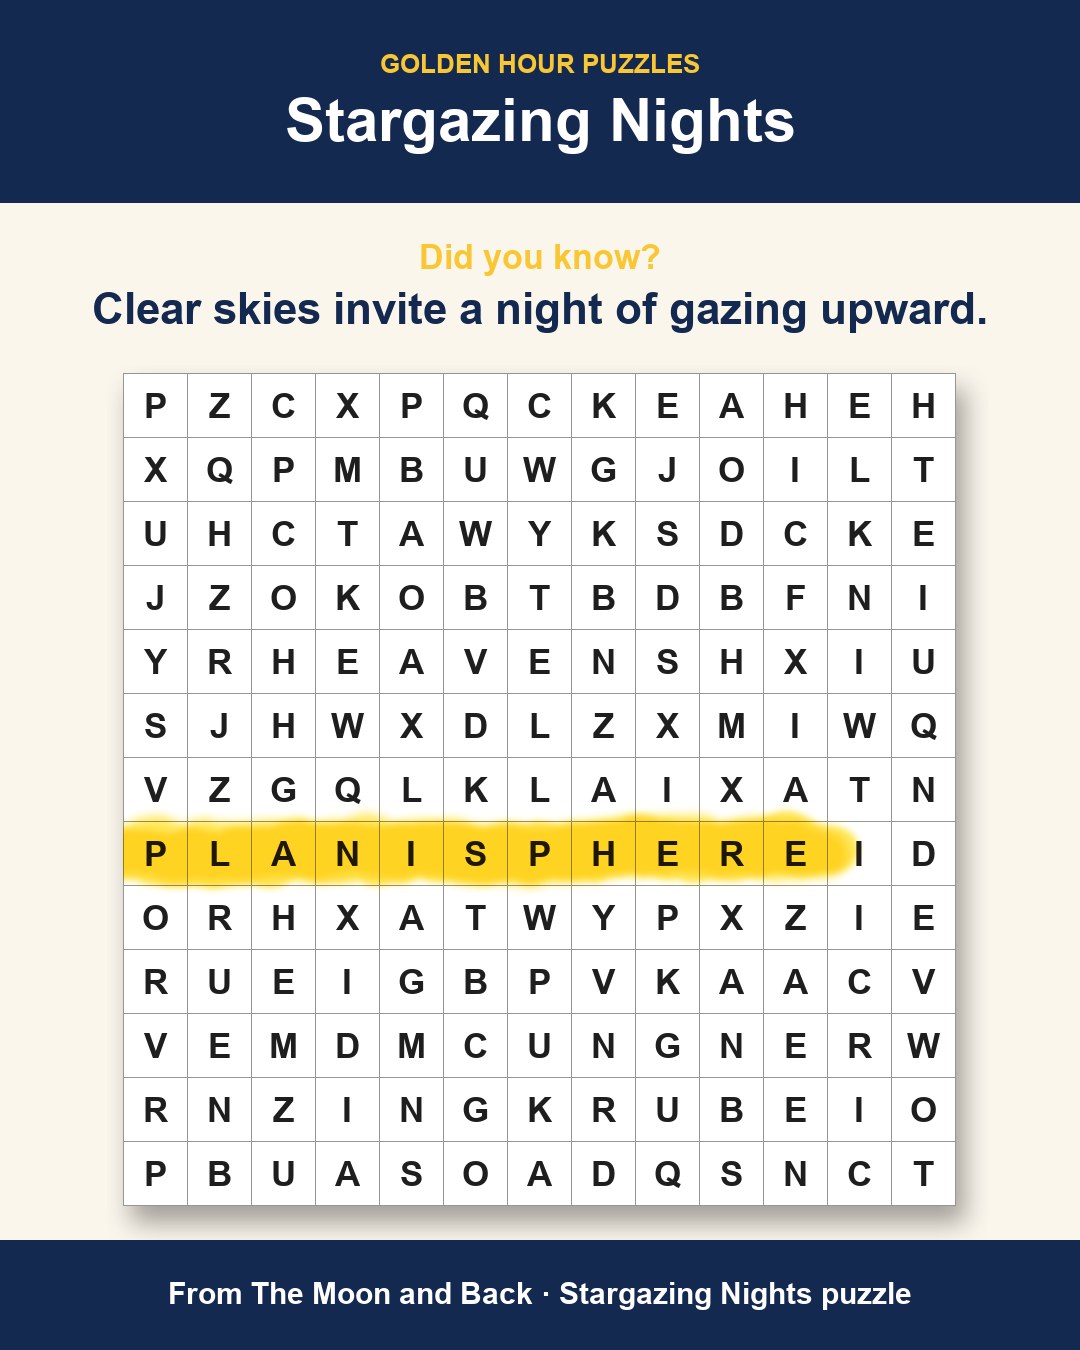 GOLDEN HOUR PUZZLES
Stargazing Nights
Did you know?
Clear skies invite a night of gazing upward.
P Z C X P Q C K E A H E H
X Q P M B U W G J O I L T
U H C T A W Y K S D C K E
J Z O K O B T B D B F N I
Y R H E A V E N S H X I U
S J H W X D L Z X M I W Q
V Z G Q L K L A I X A T N
P L A N I S P H E R E I D
O R H X A T W Y P X Z I E
R U E I G B P V K A A C V
V E M D M C U N G N E R W
R N Z I N G K R U B E I O
P B U A S O A D Q S N C T
From The Moon and Back · Stargazing Nights puzzle